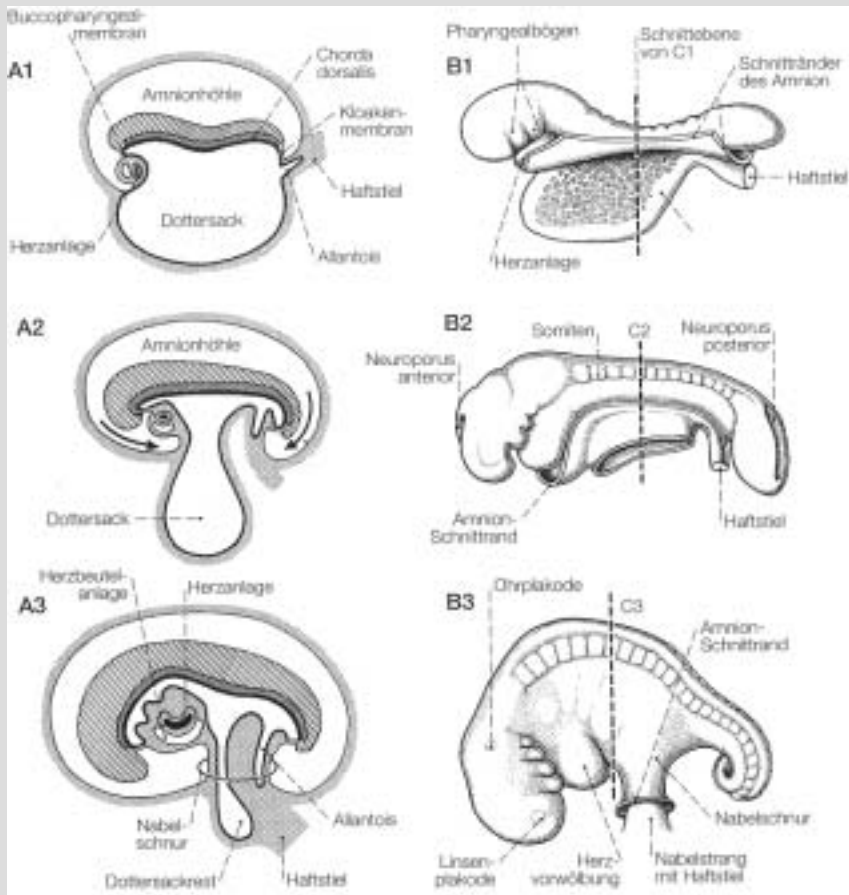 A1
Buccopharyngeal-
membran
Chorda
dorsalis
Amnionhöhle
Kloaken-
membran
Haftstiel
Dottersack
Herzanlage
Allantois
B1
Pharyngealbögen
Schnittebene
von C1
Schnittränder
des Amnion
Haftstiel
Herzanlage
A2
Amnionhöhle
Dottersack
B2
Neuroporus
anterior
Somiten
C2
Neuroporus
posterior
Amnion-
Schnittrand
Haftstiel
A3
Herzbeutel-
anlage
Herzanlage
Nabel
schnur
Allantois
Dottersackrest
Haftstiel
B3
Ohrplakode
C3
Amnion-
Schnittrand
Nabelschnur
Linsen-
plakode
Herz-
vorwölbung
Nabelstrang
mit Haftstiel